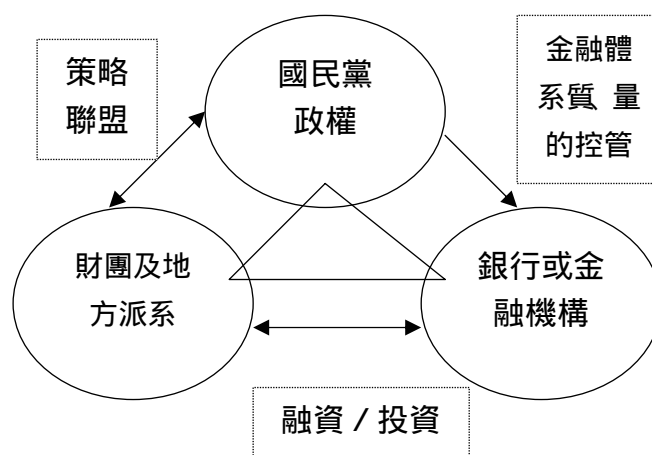 策略
聯盟
國民黨
政權
金融體
系質 量
的控管
財團及地
方派系
銀行或金
融機構
融資 / 投資